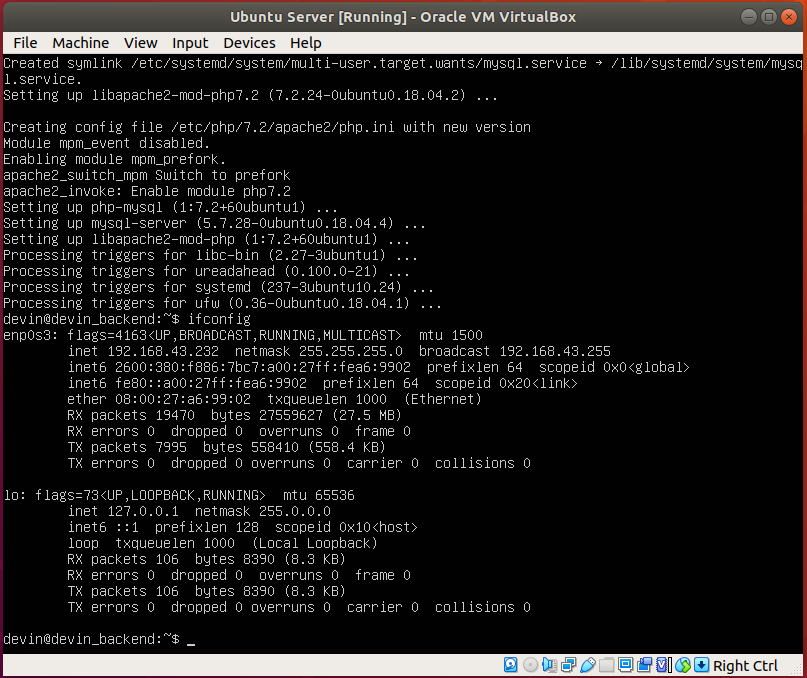 Ubuntu Server [Running] - Oracle VM VirtualBox
File Machine View Input Devices Help
Created symlink /etc/systemd/system/multi-user.target.wants/mysql.service → /lib/systemd/system/mysq
l.service.
Setting up libapache2-mod-php7.2 (7.2.24-0ubuntu0.18.04.2) ...
Creating config file /etc/php/7.2/apache2/php.ini with new version
Module mpm_event disabled.
Enabling module mpm_prefork.
apache2_switch_mpm Switch to prefork
apache2_invoke: Enable module php7.2
Setting up php-mysql (1:7.2+60ubuntu1) ...
Setting up mysql-server (5.7.28-0ubuntu0.18.04.4) ...
Setting up libapache2-mod-php (1:7.2+60ubuntu1) ...
Processing triggers for libc-bin (2.27-3ubuntu1) ...
Processing triggers for ureadahead (0.100.0-21) ...
Processing triggers for systemd (237-3ubuntu10.24) ...
Processing triggers for ufw (0.36-0ubuntu0.18.04.1) ...
devin@devin_backend:~$ ifconfig
enp0s3: flags=4163<UP,BROADCAST,RUNNING,MULTICAST>  mtu 1500
        inet 192.168.43.232  netmask 255.255.255.0  broadcast 192.168.43.255
        inet6 2600:380:f886:7bc7:a00:27ff:fea6:9902  prefixlen 64  scopeid 0x0<global>
        inet6 fe80::a00:27ff:fea6:9902  prefixlen 64  scopeid 0x20<link>
        ether 08:00:27:a6:99:02  txqueuelen 1000  (Ethernet)
        RX packets 19470  bytes 27559627 (27.5 MB)
        RX errors 0  dropped 0  overruns 0  frame 0
        TX packets 7995  bytes 558410 (558.4 KB)
        TX errors 0  dropped 0 overruns 0  carrier 0  collisions 0
lo: flags=73<UP,LOOPBACK,RUNNING>  mtu 65536
        inet 127.0.0.1  netmask 255.0.0.0
        inet6 ::1  prefixlen 128  scopeid 0x10<host>
        loop  txqueuelen 1000  (Local Loopback)
        RX packets 106  bytes 8390 (8.3 KB)
        RX errors 0  dropped 0  overruns 0  frame 0
        TX packets 106  bytes 8390 (8.3 KB)
        TX errors 0  dropped 0 overruns 0  carrier 0  collisions 0
devin@devin_backend:~$ _
Right Ctrl